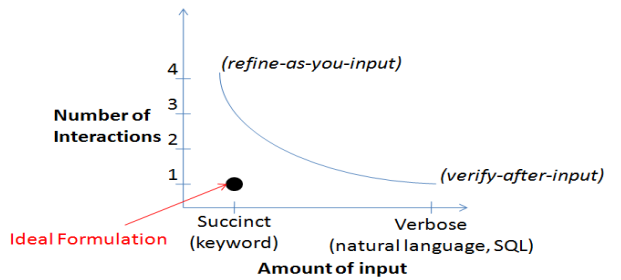 (refine-as-you-input)
4
Number of
Interactions
3
2
1
(verify-after-input)
Ideal Formulation
Succinct
(keyword)
Verbose
(natural language, SQL)
Amount of input